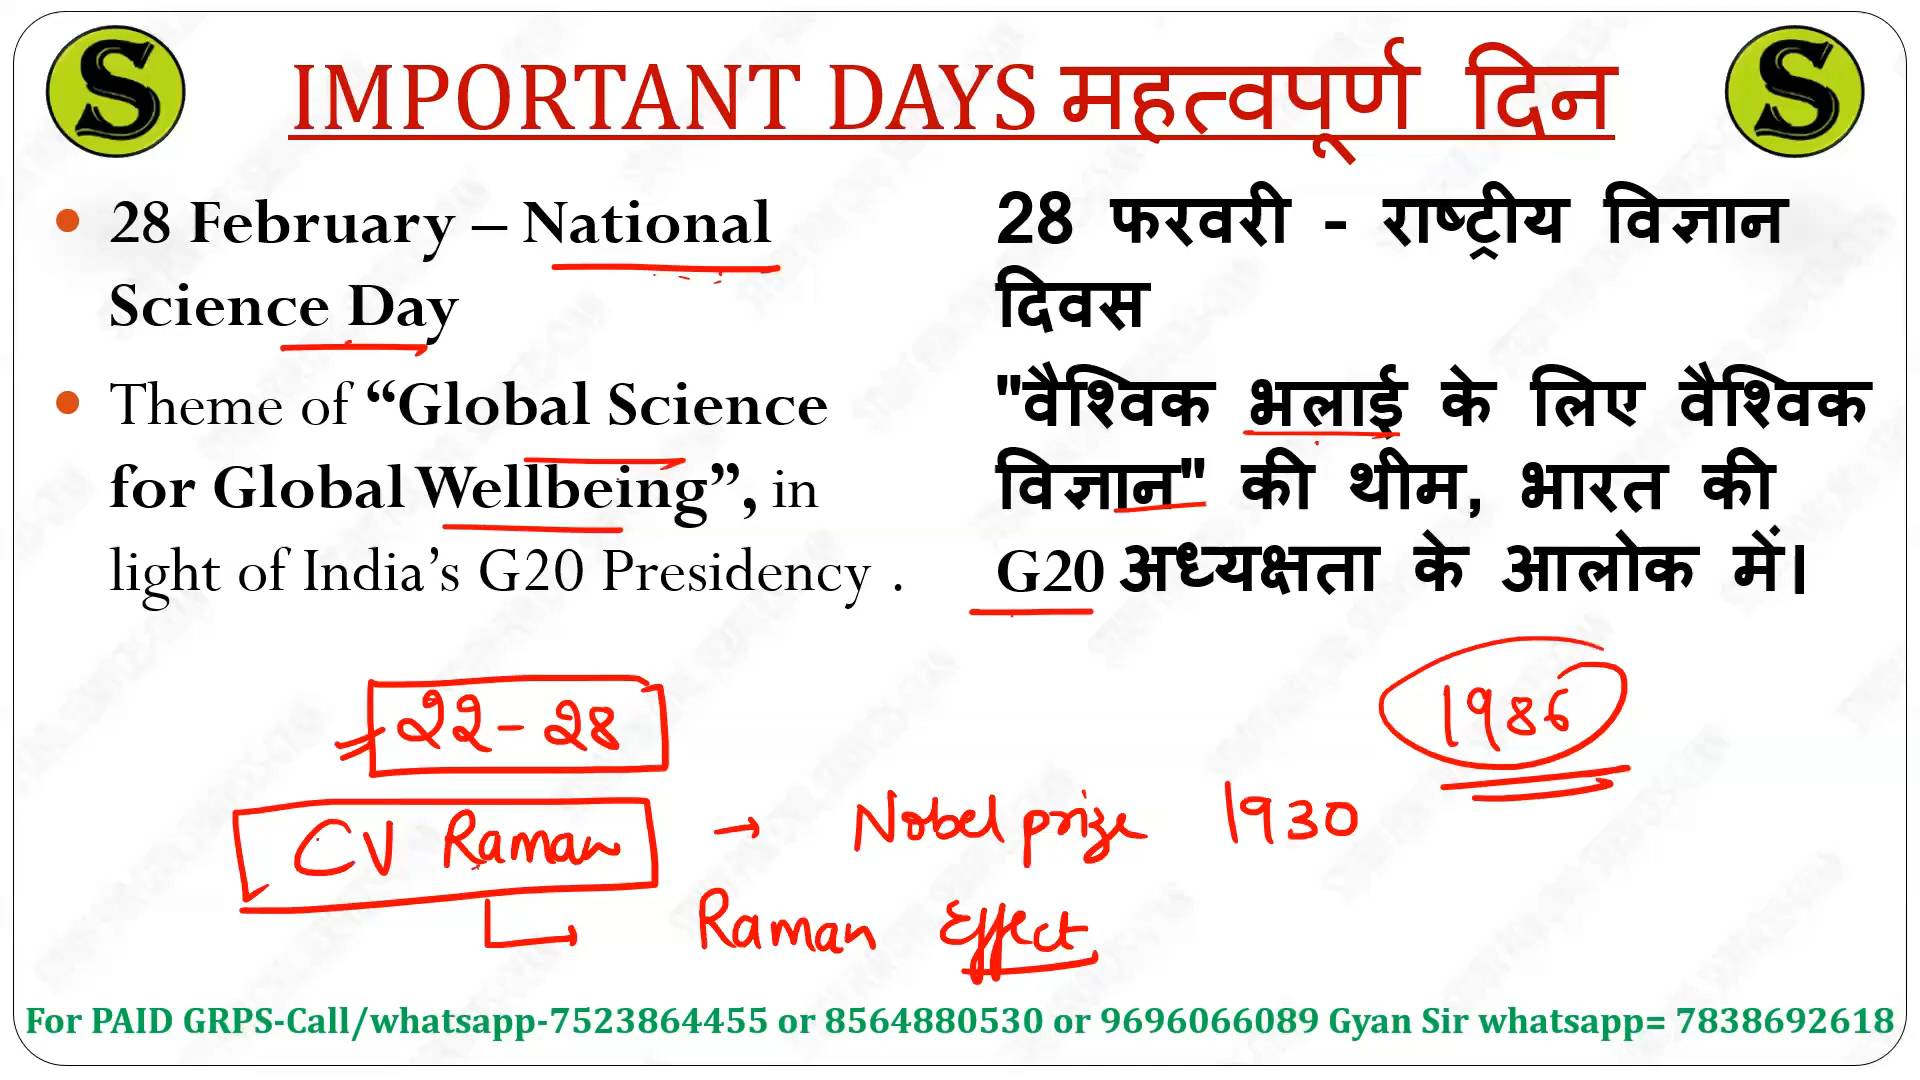 S
IMPORTANT DAYS महत्वपूर्ण दिन
S
• 28 February – National
Science Day
• Theme of “Global Science
for Global Wellbeing”, in
light of India’s G20 Presidency .
28 फरवरी - राष्ट्रीय विज्ञान
दिवस
"वैश्विक भलाई के लिए वैश्विक
विज्ञान" की थीम, भारत की
G20 अध्यक्षता के आलोक में।
22-28
1986
CV Raman → Nobel prize 1930
Raman Effect
For PAID GRPS-Call/whatsapp-7523864455 or 8564880530 or 9696066089 Gyan Sir whatsapp= 7838692618